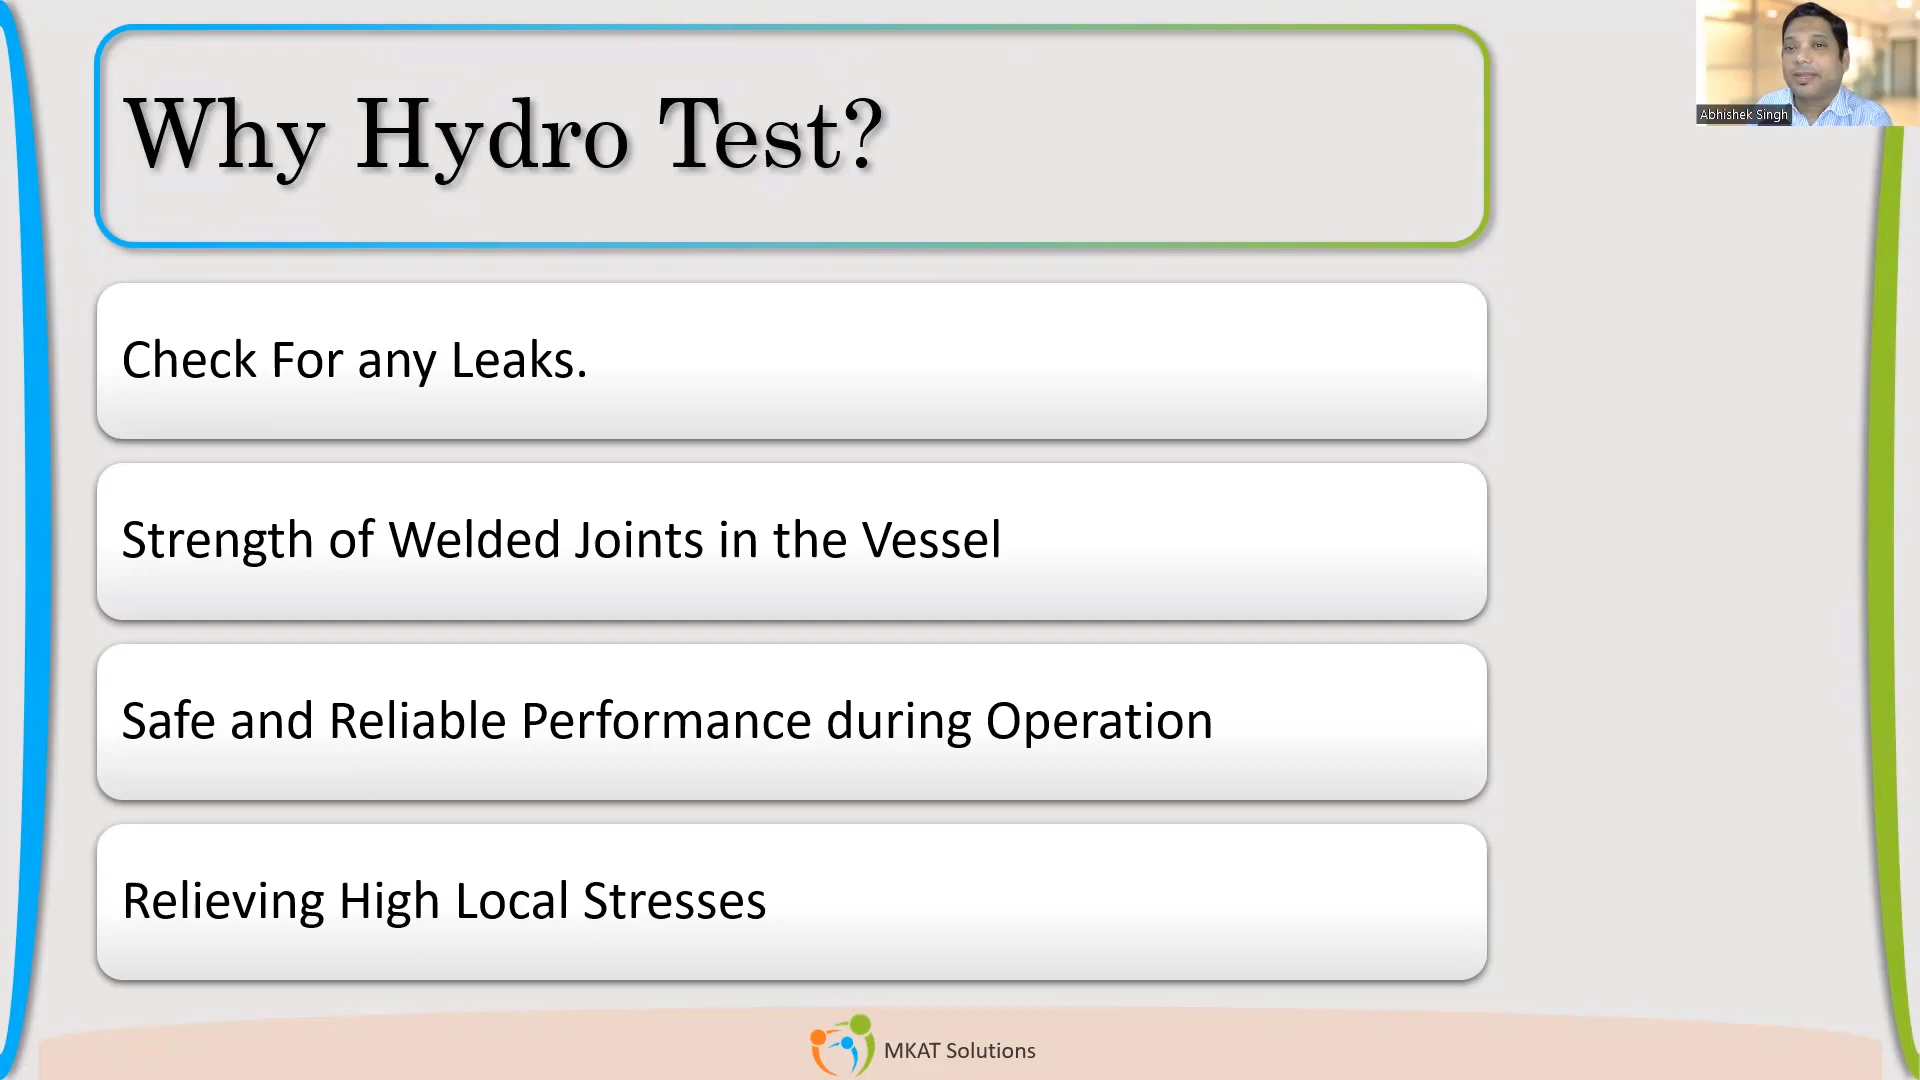 Why Hydro Test?
Abhishek Singh
Check For any Leaks.
Strength of Welded Joints in the Vessel
Safe and Reliable Performance during Operation
Relieving High Local Stresses
MKAT Solutions